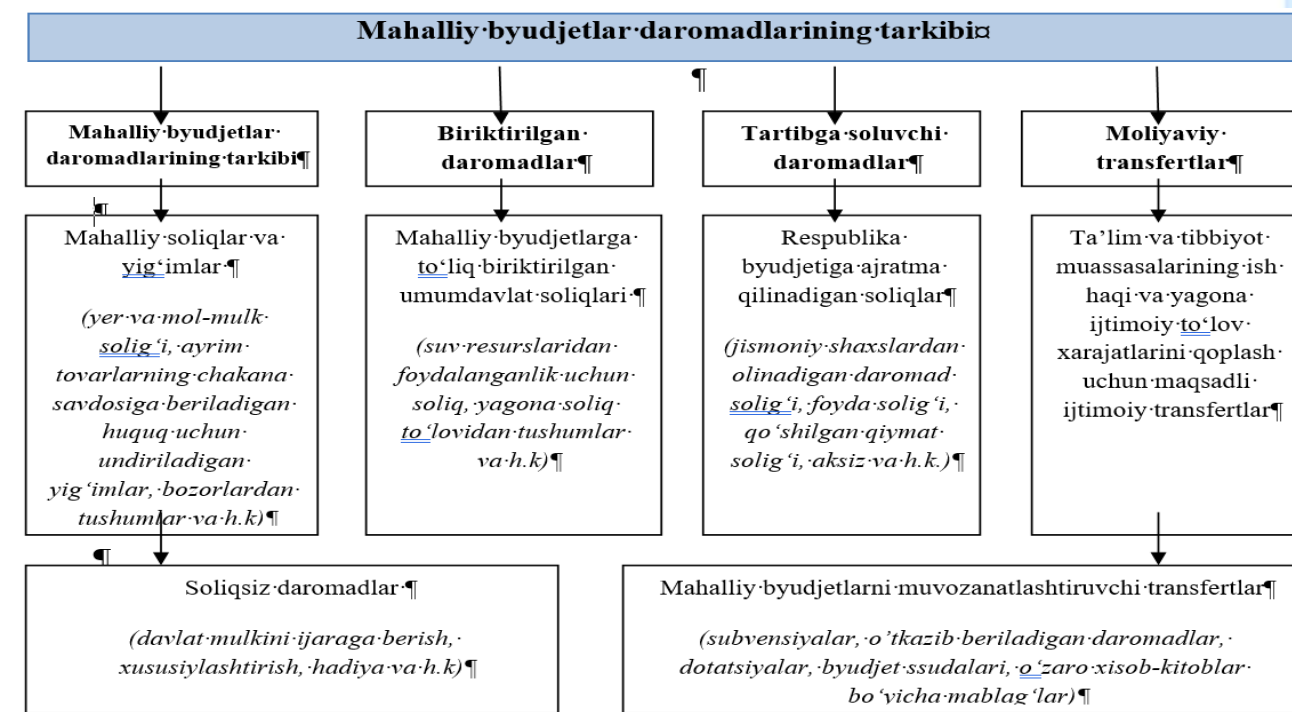 Mahalliy byudjetlar daromadlarining tarkibi¤
¶
Mahalliy byudjetlar
daromadlarining tarkibi¶
Biriktirilgan
daromadlar¶
Tartibga soluvchi
daromadlar¶
Moliyaviy
transfertlar¶
¶
Mahalliy soliqlar va
yig‘imlar ¶
(yer va mol-mulk
solig‘i, ayrim
tovarlarning chakana
savdosiga beriladigan
huquq uchun
undiriladigan
yig‘imlar, bozorlardan
tushumlar va h.k)¶
Mahalliy byudjetlarga
to‘liq biriktirilgan
umumdavlat soliqlari ¶
(suv resurslaridan
foydalanganlik uchun
soliq, yagona soliq
to‘lovidan tushumlar
va h.k)¶
Respublika
byudjetiga ajratma
qilinadigan soliqlar¶
(jismoniy shaxslardan
olinadigan daromad
solig‘i, foyda solig‘i,
qo‘shilgan qiymat
solig‘i, aksiz va h.k.)¶
Ta’lim va tibbiyot
muassasalarining ish
haqi va yagona
ijtimoiy to‘lov
xarajatlarini qoplash
uchun maqsadli
ijtimoiy transfertlar¶
¶
Soliqsiz daromadlar ¶
(davlat mulkini ijaraga berish,
xususiylashtirish, hadiya va h.k)¶
Mahalliy byudjetlarni muvozanatlashtiruvchi transfertlar¶
(subvensiyalar, o’tkazib beriladigan daromadlar,
dotatsiyalar, byudjet ssudalari, o‘zaro xisob-kitoblar
bo‘yicha mablag‘lar)¶